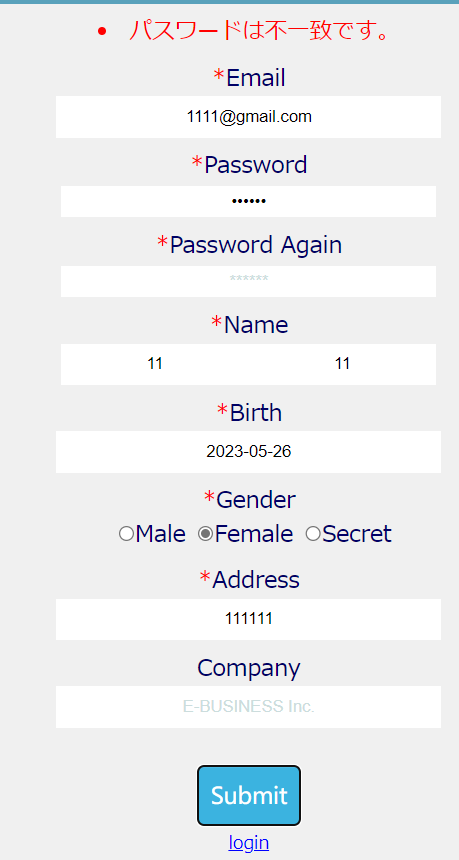 パスワードは不一致です。
*Email
1111@gmail.com
*Password
••••••
*Password Again
******
*Name
11 11
*Birth
2023-05-26
*Gender
Male Female Secret
*Address
111111
Company
E-BUSINESS Inc.
Submit
login